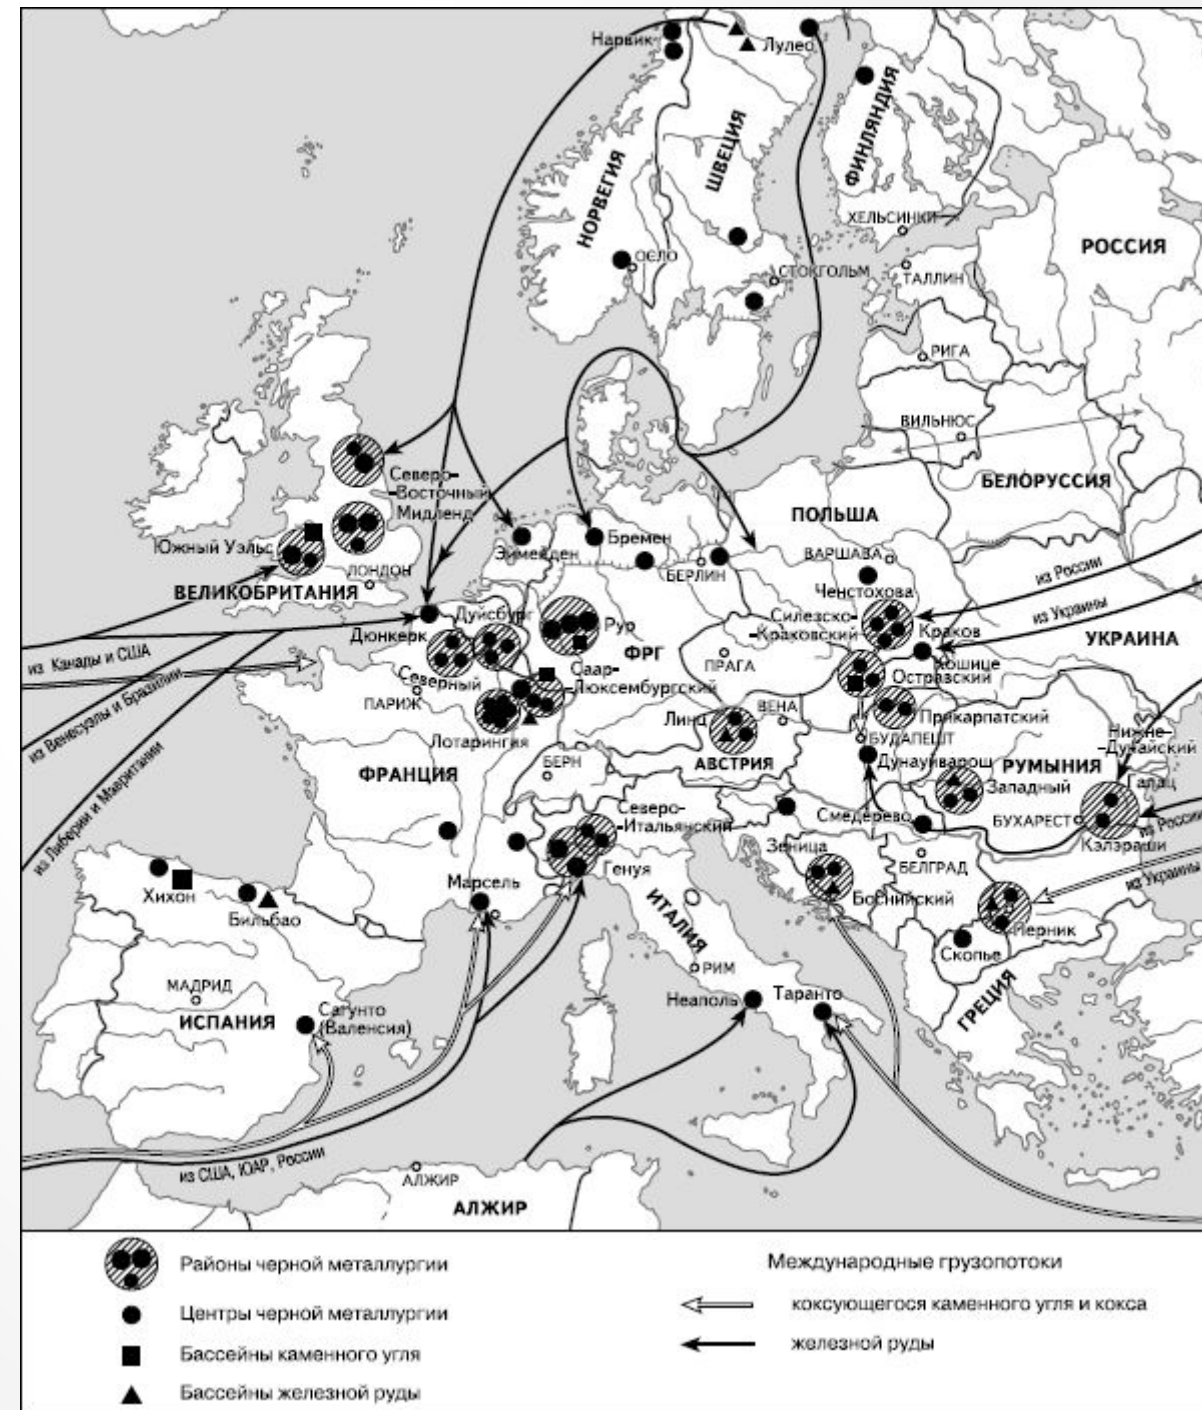 Нарвик
Лулео
НОРВЕГИЯ
ШВЕЦИЯ
ФИНЛЯНДИЯ
ХЕЛЬСИНКИ
ОСЛО
СТОКГОЛЬМ
ТАЛЛИН
РОССИЯ
РИГА
ВИЛЬНЮС
БЕЛОРУССИЯ
Северо-
-Восточный
Мидленд
Южный Уэльс
ЛОНДОН
ВЕЛИКОБРИТАНИЯ
Эймейден
Бремен
БЕРЛИН
ПОЛЬША
ВАРШАВА
Ченстохова
из России
из Украины
УКРАИНА
Силезско-
-Краковский
Краков
Кошице
Остравский
Дюнкерк
Дуйсбург
Рур
ФРГ
ПРАГА
из Канады и США
Северный
Саар-
-Люксембургский
ПАРИЖ
Лотарингия
Линц
ВЕНА
Прикарпатский
из Венесуэлы и Бразилии
БУДАПЕШТ
Дунауйварош
Нижне-
-Дунайский
ФРАНЦИЯ
БЕРН
АВСТРИЯ
РУМЫНИЯ
Западный
Галац
из Либерии и Мавритании
Северо-
-Итальянский
Смедерево
БУХАРЕСТ
Кэлэраши
из России
Зеница
БЕЛГРАД
из Украины
Генуя
Хихон
Бильбао
Марсель
Боснийский
Перник
ИТАЛИЯ
Скопье
МАДРИД
РИМ
Неаполь
Таранто
ГРЕЦИЯ
ИСПАНИЯ
Сагунто
(Валенсия)
из США, ЮАР, России
АЛЖИР
АЛЖИР
Районы черной металлургии
Центры черной металлургии
Бассейны каменного угля
Бассейны железной руды
Международные грузопотоки
коксующегося каменного угля и кокса
железной руды